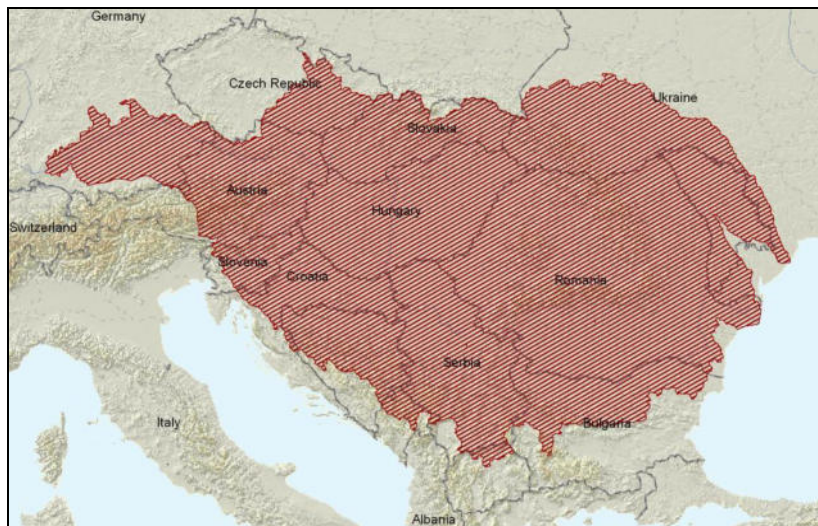 Germany
Czech Republic
Ukraine
Slovakia
Austria
Hungary
Switzerland
Slovenia
Croatia
Romania
Serbia
Italy
Bulgaria
Albania